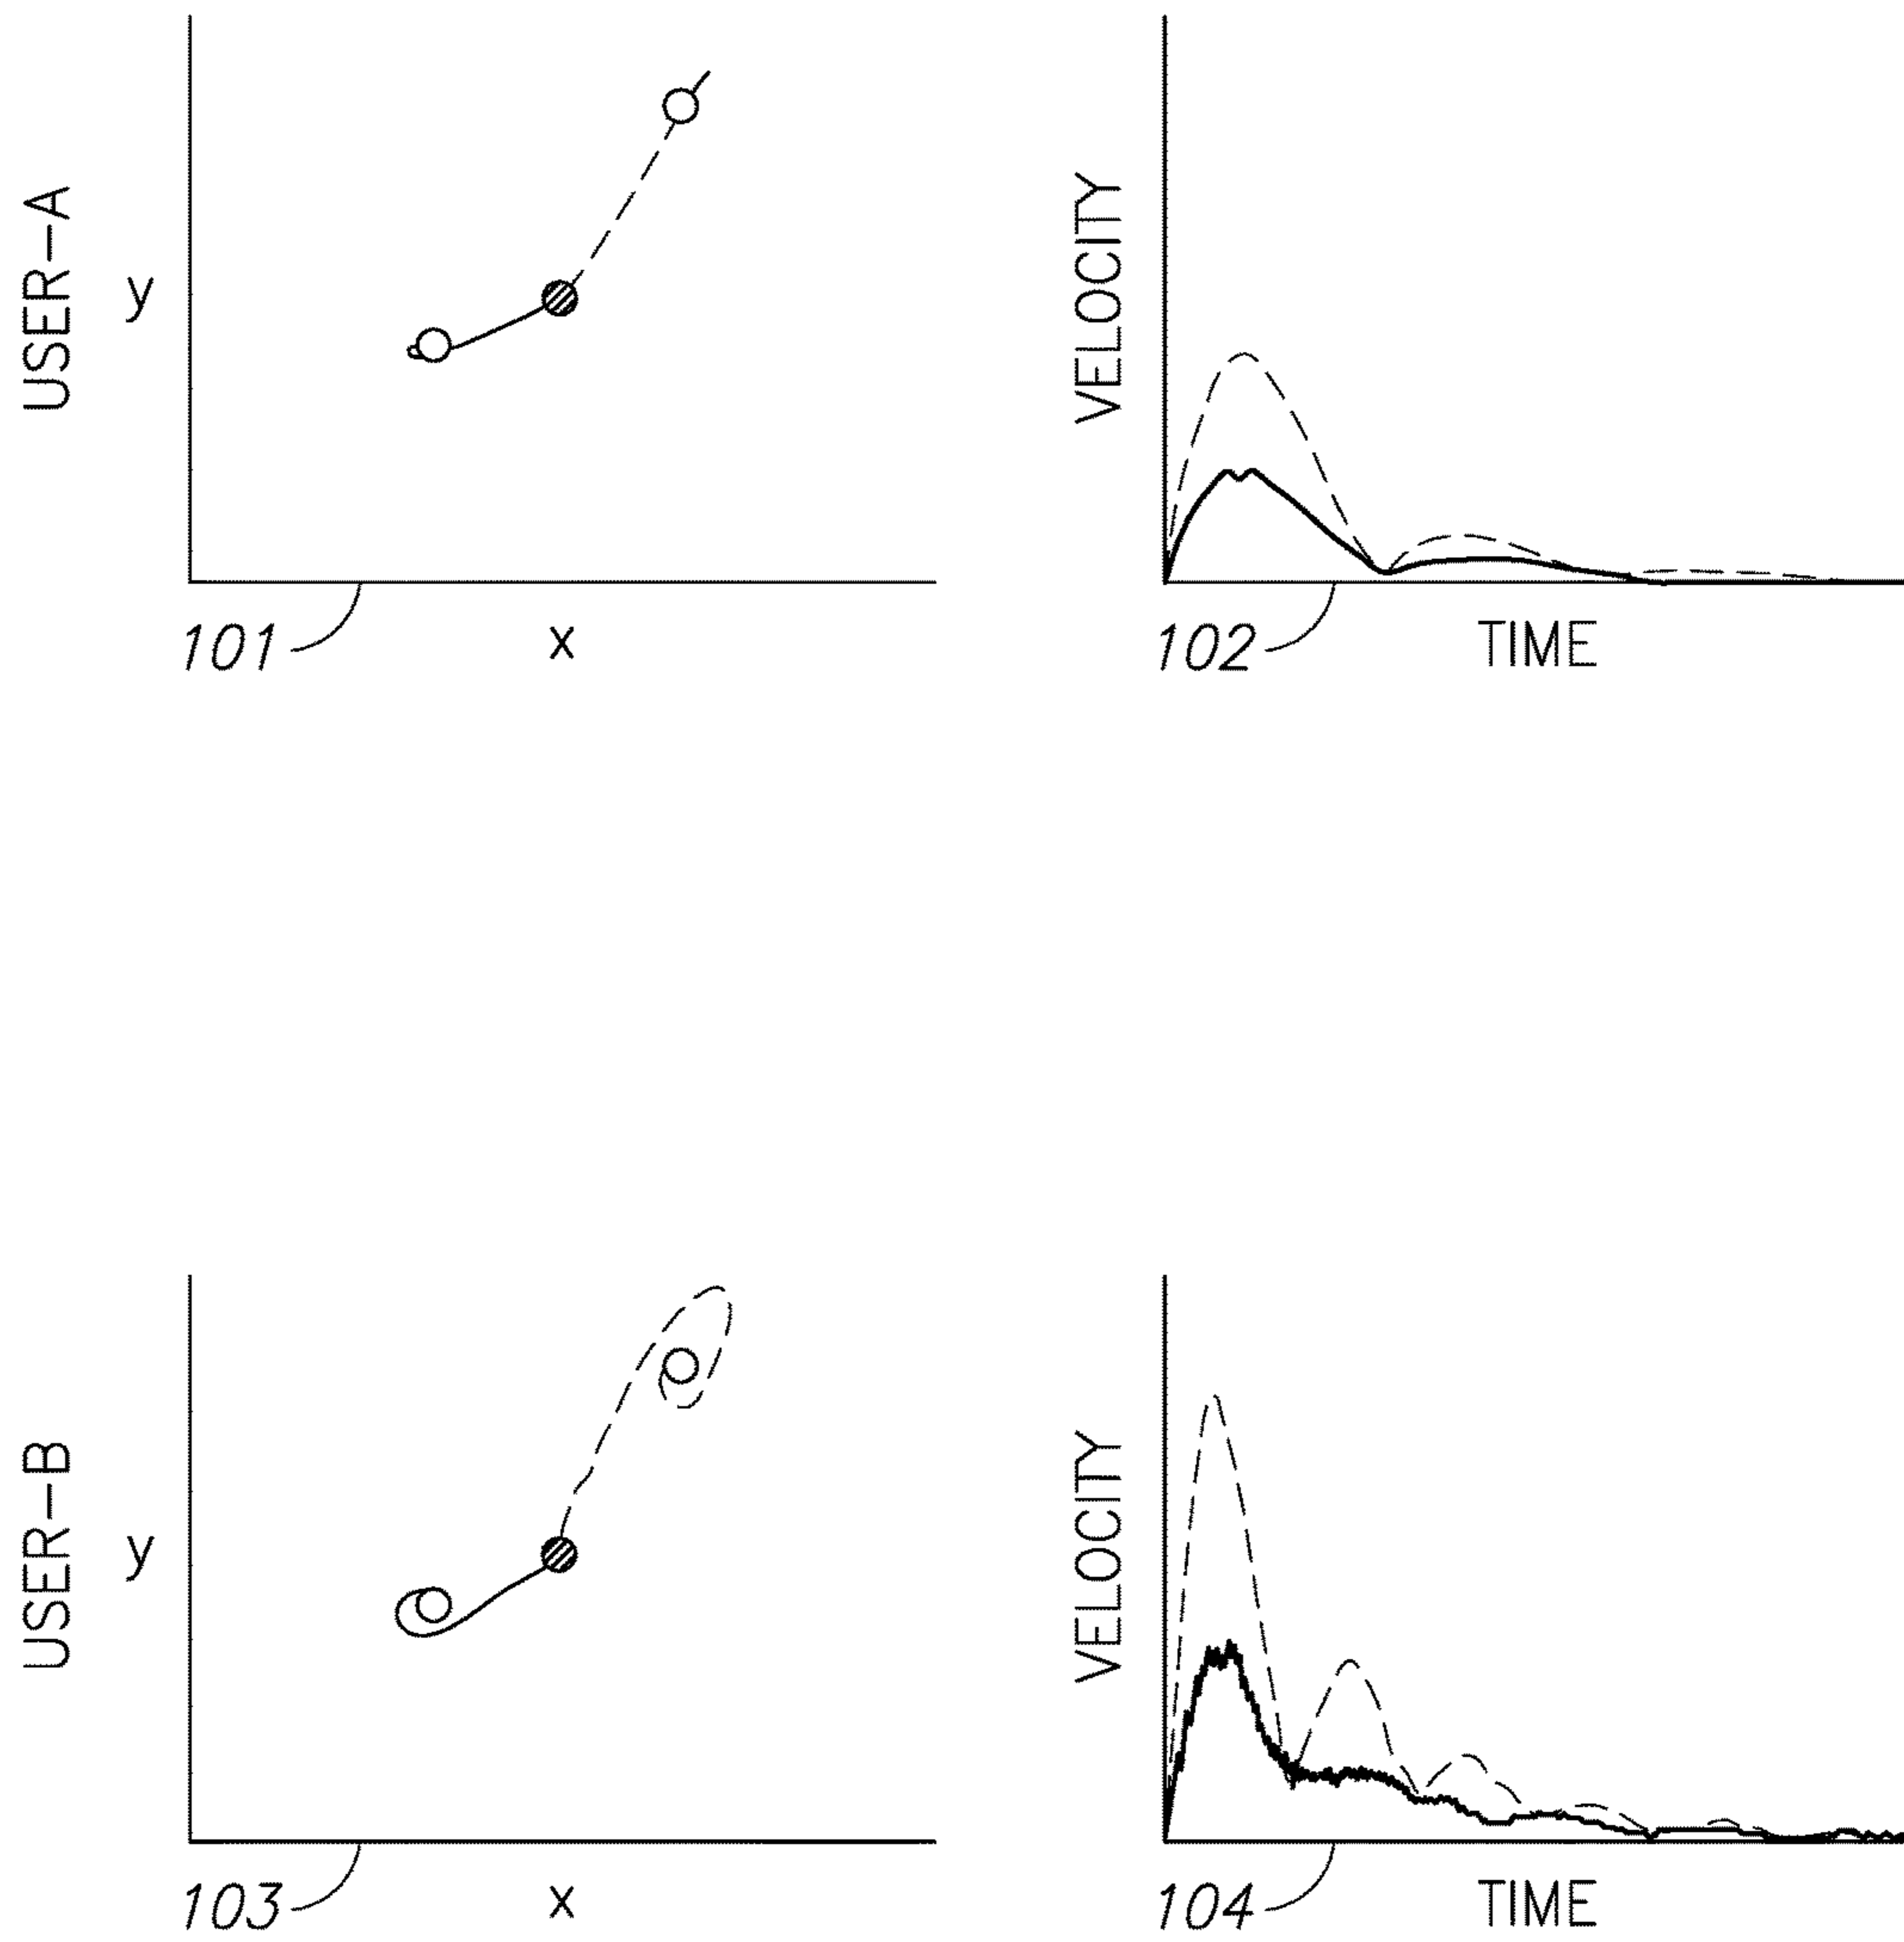 USER-A
y
101
x
VELOCITY
102
TIME
USER-B
y
103
x
VELOCITY
104
TIME